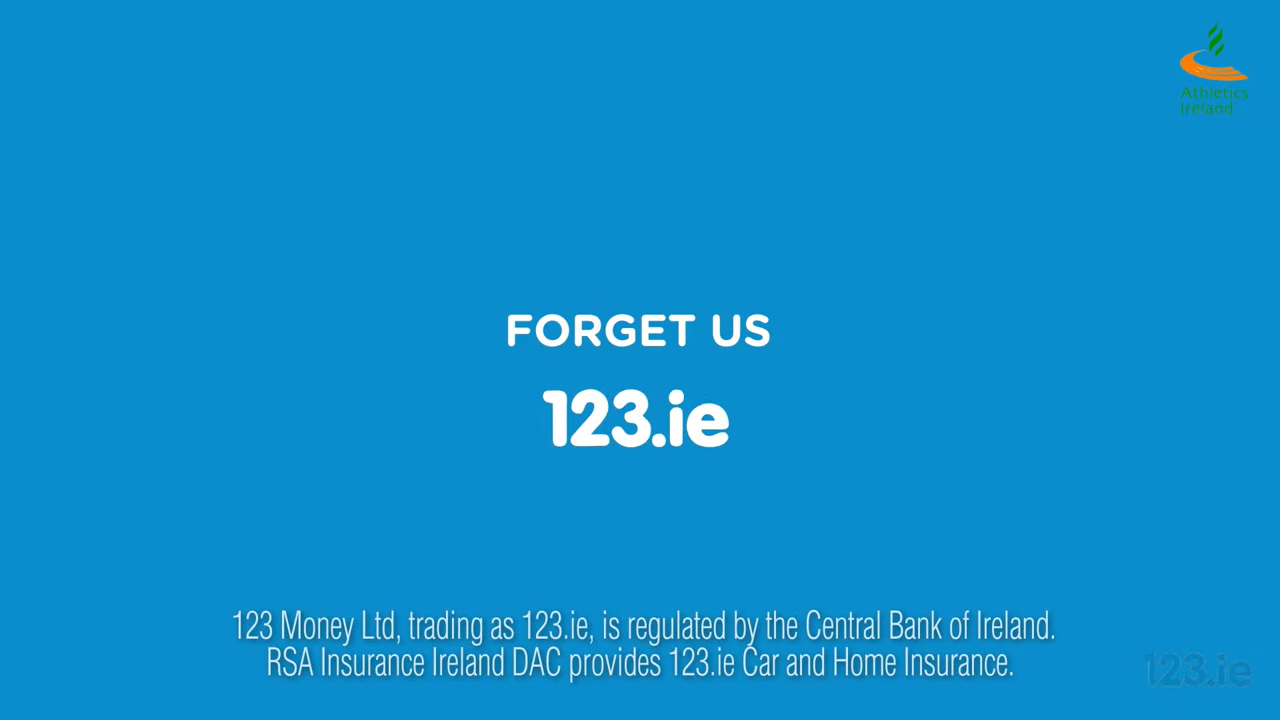 Athletics
Ireland
FORGET US
123.ie
123 Money Ltd, trading as 123.ie, is regulated by the Central Bank of Ireland.
RSA Insurance Ireland DAC provides 123.ie Car and Home Insurance.
123.ie